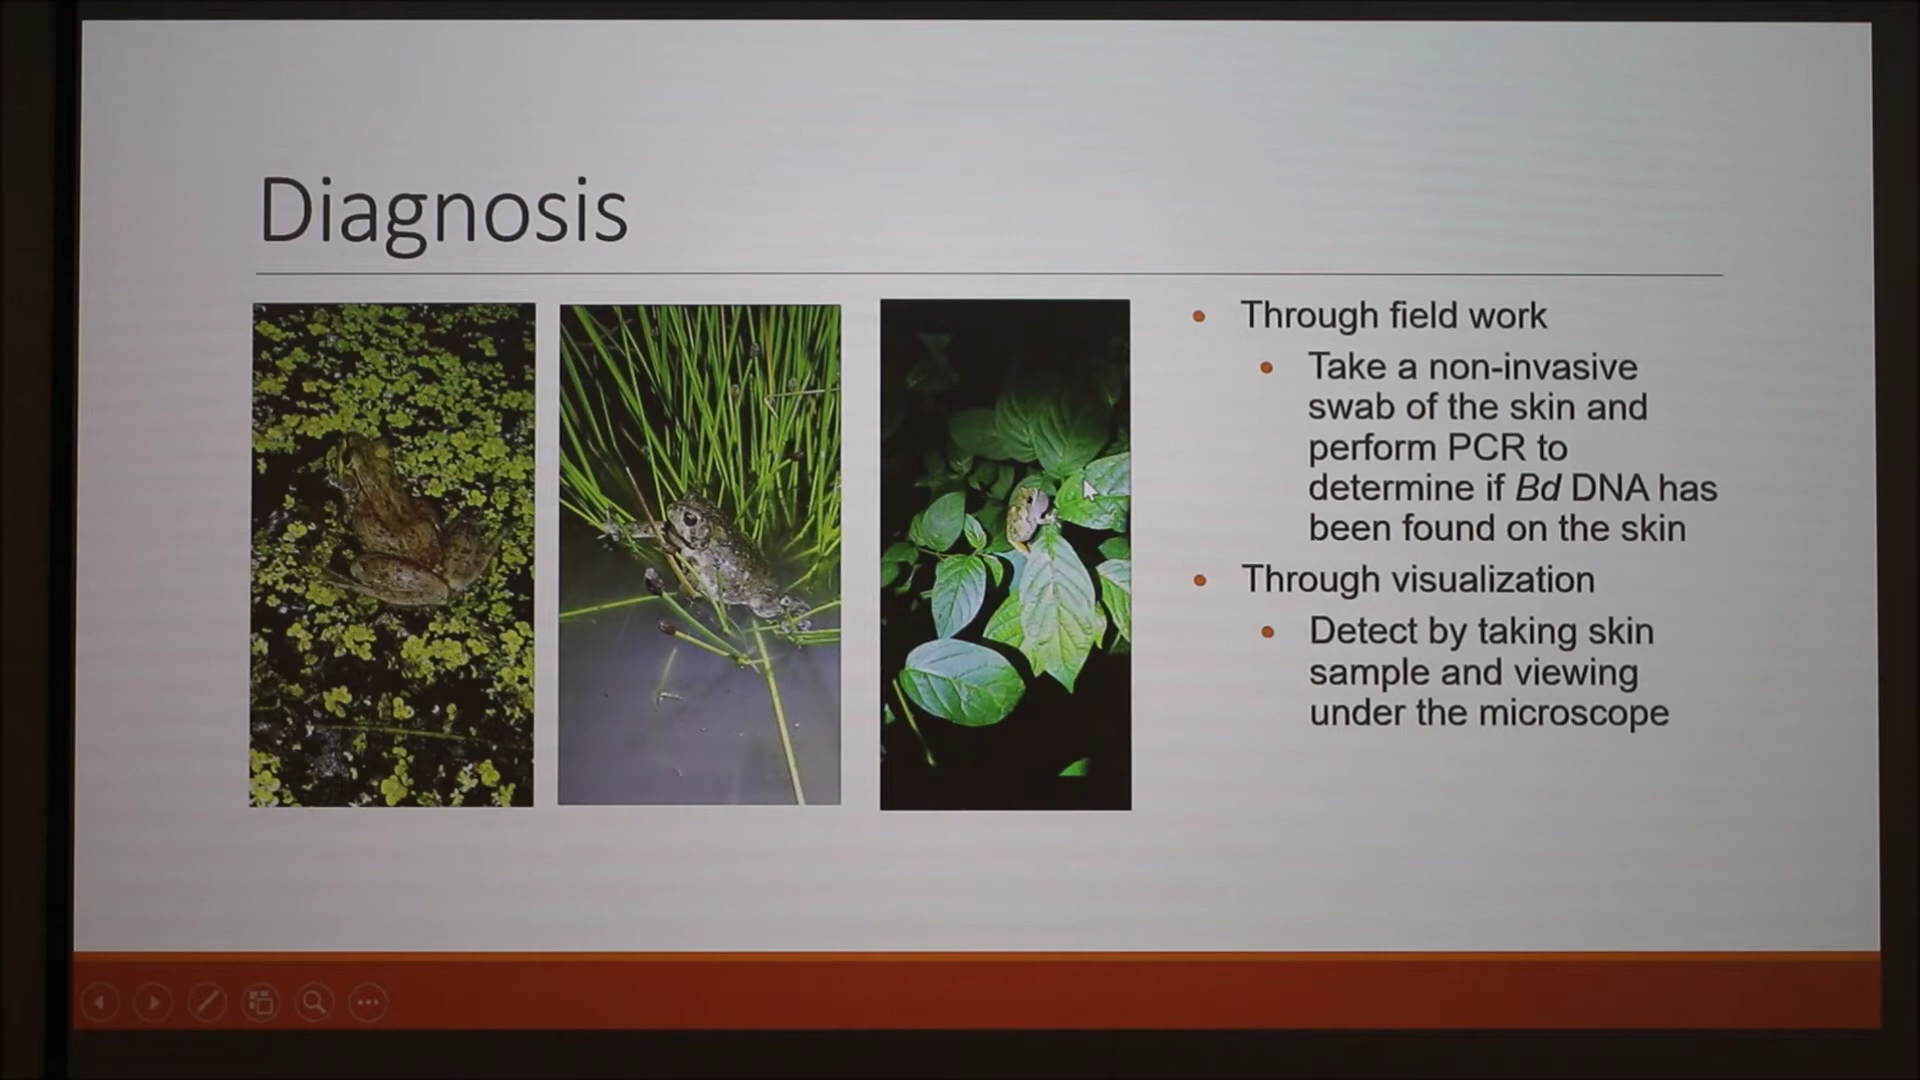 Diagnosis
Through field work
Take a non-invasive
swab of the skin and
perform PCR to
determine if Bd DNA has
been found on the skin
Through visualization
Detect by taking skin
sample and viewing
under the microscope